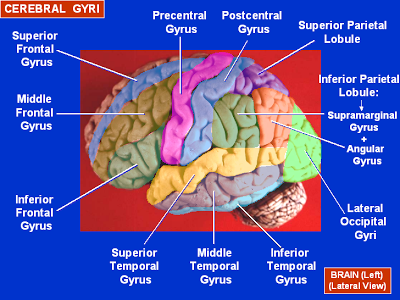 CEREBRAL GYRI
Precentral
Gyrus
Postcentral
Gyrus
Superior Parietal
Lobule
Superior
Frontal
Gyrus
Inferior Parietal
Lobule:
↓
Supramarginal
Gyrus
+
Angular
Gyrus
Middle
Frontal
Gyrus
Inferior
Frontal
Gyrus
Lateral
Occipital
Gyri
Superior
Temporal
Gyrus
Middle
Temporal
Gyrus
Inferior
Temporal
Gyrus
BRAIN (Left)
(Lateral View)